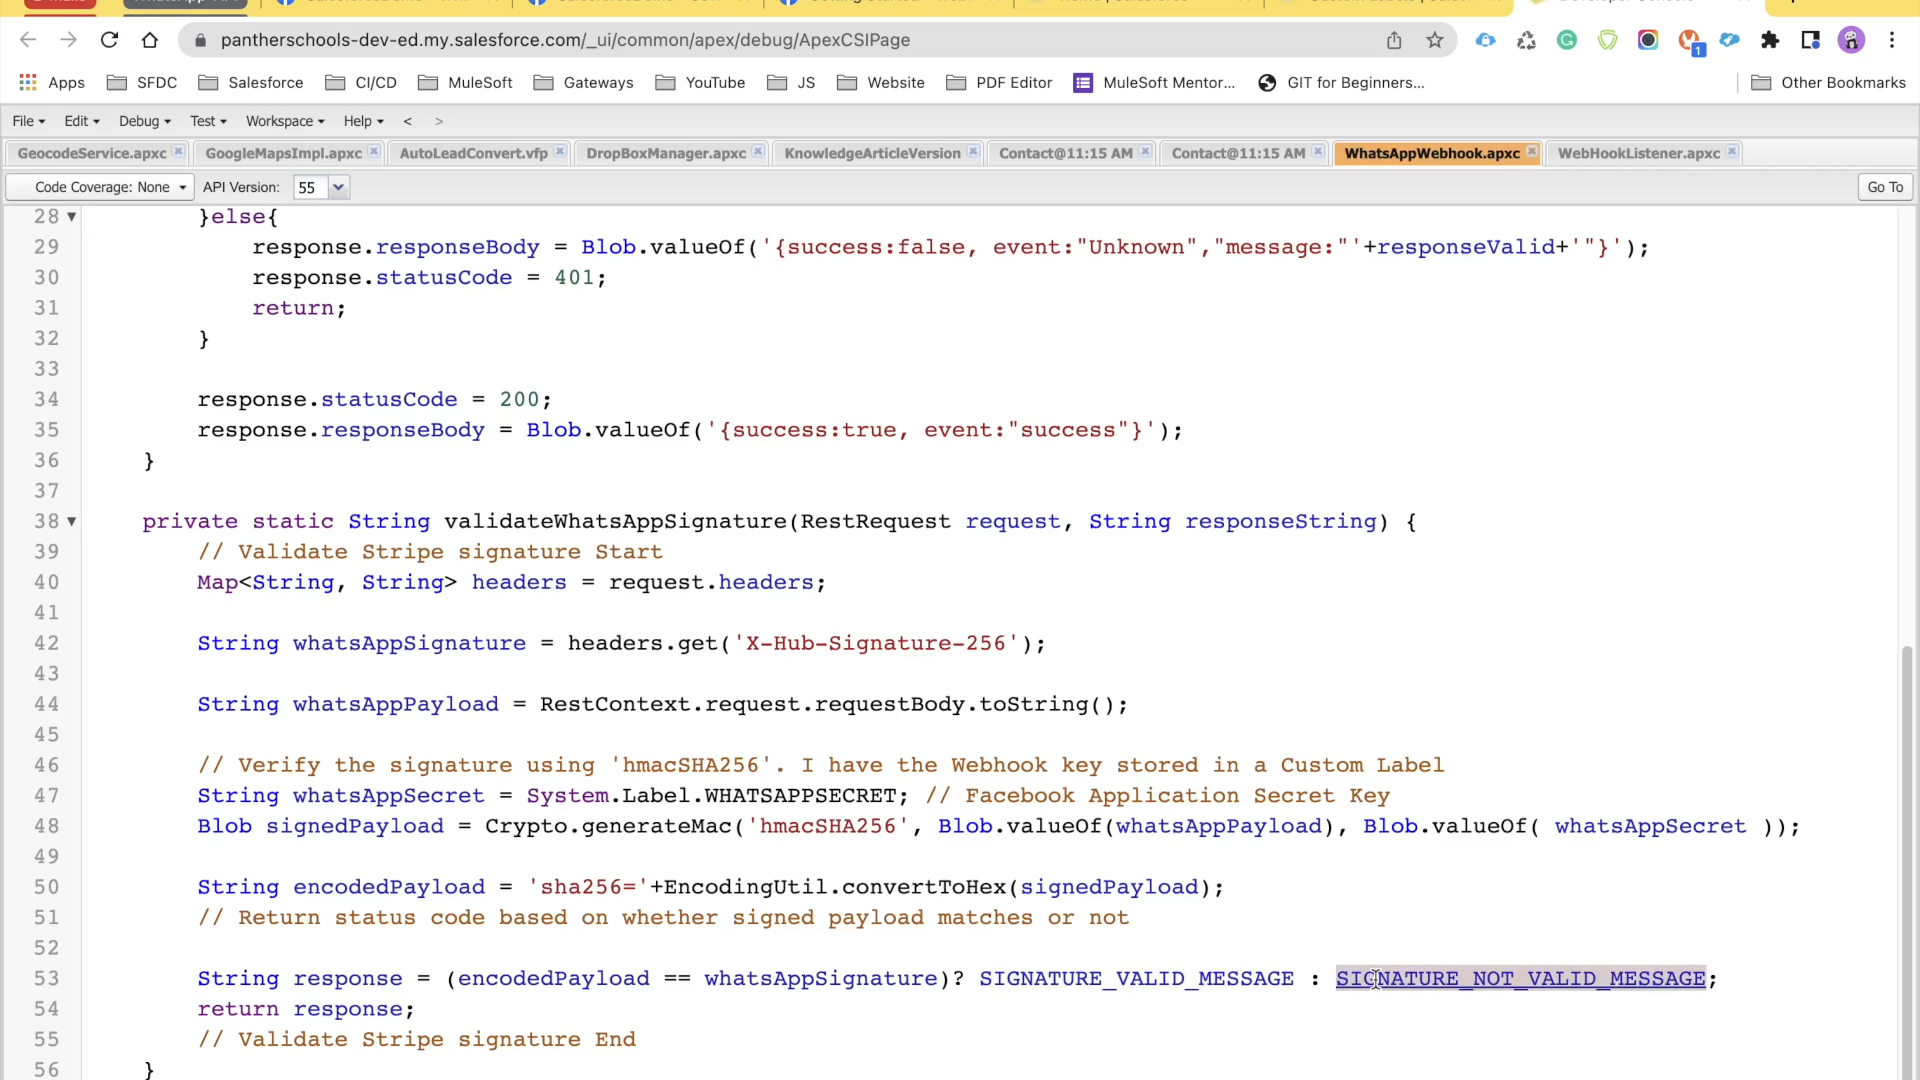 pantherschools-dev-ed.my.salesforce.com/_ui/common/apex/debug/ApexCSIPage
1
Apps SFDC Salesforce CI/CD MuleSoft Gateways YouTube JS Website PDF Editor MuleSoft Mentor... GIT for Beginners... Other Bookmarks
File Edit Debug Test Workspace Help < >
GeocodeService.apxc GoogleMapsImpl.apxc AutoLeadConvert.vfp DropBoxManager.apxc KnowledgeArticleVersion Contact@11:15 AM Contact@11:15 AM WhatsAppWebhook.apxc WebHookListener.apxc
Code Coverage: None API Version: 55 Go To
28 }else{
29 response.responseBody = Blob.valueOf('{success:false, event:"Unknown","message:"'+responseValid+'"}');
30 response.statusCode = 401;
31 return;
32 }
33
34 response.statusCode = 200;
35 response.responseBody = Blob.valueOf('{success:true, event:"success"}');
36 }
37
38 private static String validateWhatsAppSignature(RestRequest request, String responseString) {
39 // Validate Stripe signature Start
40 Map<String, String> headers = request.headers;
41
42 String whatsAppSignature = headers.get('X-Hub-Signature-256');
43
44 String whatsAppPayload = RestContext.request.requestBody.toString();
45
46 // Verify the signature using 'hmacSHA256'. I have the Webhook key stored in a Custom Label
47 String whatsAppSecret = System.Label.WHATSAPPSECRET; // Facebook Application Secret Key
48 Blob signedPayload = Crypto.generateMac('hmacSHA256', Blob.valueOf(whatsAppPayload), Blob.valueOf( whatsAppSecret ));
49
50 String encodedPayload = 'sha256='+EncodingUtil.convertToHex(signedPayload);
51 // Return status code based on whether signed payload matches or not
52
53 String response = (encodedPayload == whatsAppSignature)? SIGNATURE_VALID_MESSAGE : SIGNATURE_NOT_VALID_MESSAGE;
54 return response;
55 // Validate Stripe signature End
56 }